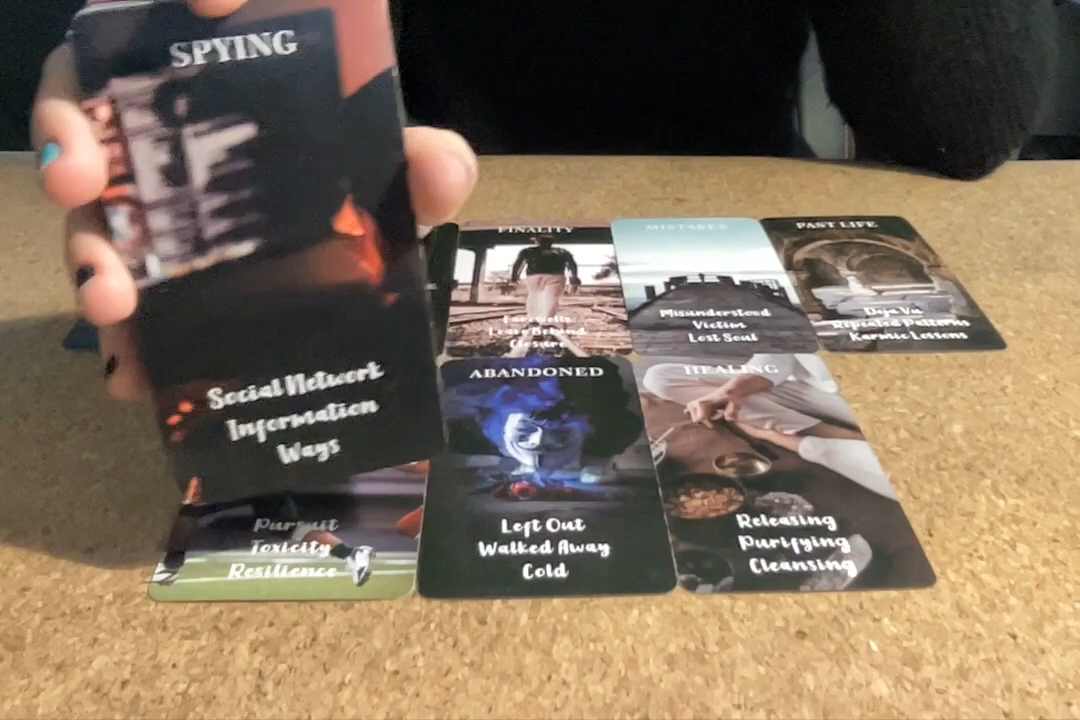 SPYING
Social Network
Information
Ways
FINALITY
Farewells
Leave Behind
Closure
MISTAKES
Misunderstood
Victim
Lost Soul
PAST LIFE
Deja Vu
Repeated Patterns
Karmic Lessons
Pursuit
Toxicity
Resilience
ABANDONED
Left Out
Walked Away
Cold
HEALING
Releasing
Purifying
Cleansing